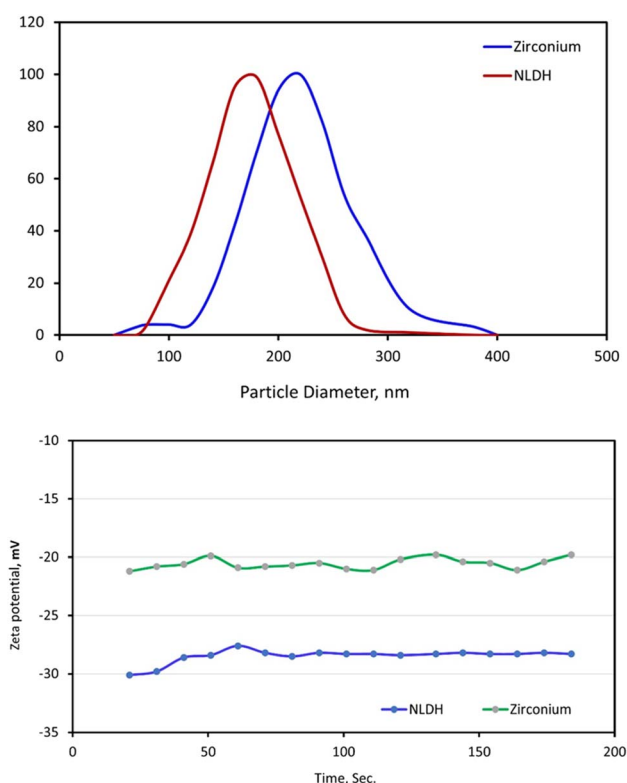 120
100
80
60
40
20
0
Zirconium
NLDH
0 100 200 300 400 500
Particle Diameter, nm
-10
-15
-20
-25
-30
-35
Zeta potential, mV
NLDH Zirconium
0 50 100 150 200
Time, Sec.